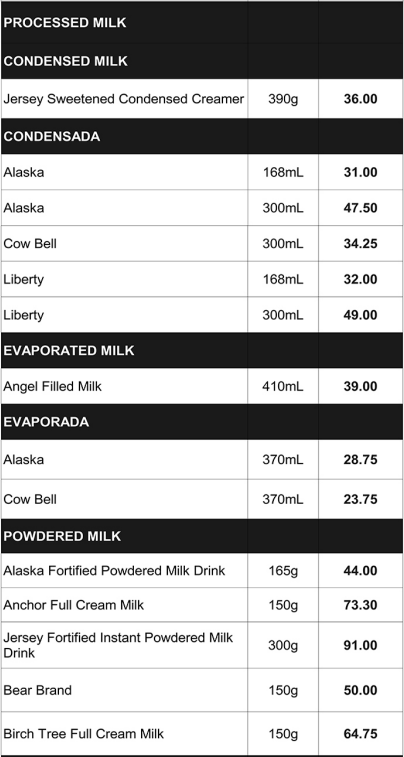 PROCESSED MILK
CONDENSED MILK
Jersey Sweetened Condensed Creamer 390g 36.00
CONDENSADA
Alaska 168mL 31.00
Alaska 300mL 47.50
Cow Bell 300mL 34.25
Liberty 168mL 32.00
Liberty 300mL 49.00
EVAPORATED MILK
Angel Filled Milk 410mL 39.00
EVAPORADA
Alaska 370mL 28.75
Cow Bell 370mL 23.75
POWDERED MILK
Alaska Fortified Powdered Milk Drink 165g 44.00
Anchor Full Cream Milk 150g 73.30
Jersey Fortified Instant Powdered Milk
Drink 300g 91.00
Bear Brand 150g 50.00
Birch Tree Full Cream Milk 150g 64.75